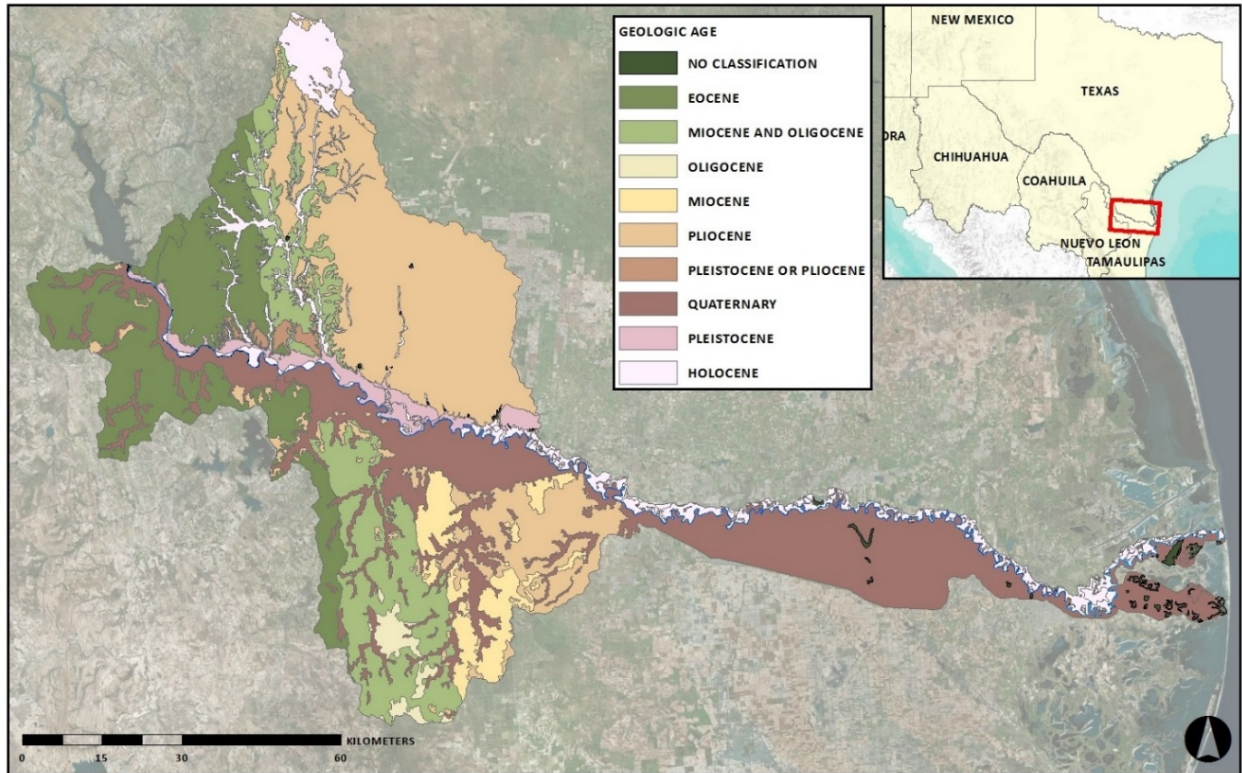 GEOLOGIC AGE
NO CLASSIFICATION
EOCENE
MIOCENE AND OLIGOCENE
OLIGOCENE
MIOCENE
PLIOCENE
PLEISTOCENE OR PLIOCENE
QUATERNARY
PLEISTOCENE
HOLOCENE
NEW MEXICO
TEXAS
ORA
CHIHUAHUA
COAHUILA
NUEVO LEON
TAMAULIPAS
KILOMETERS
0 15 30 60